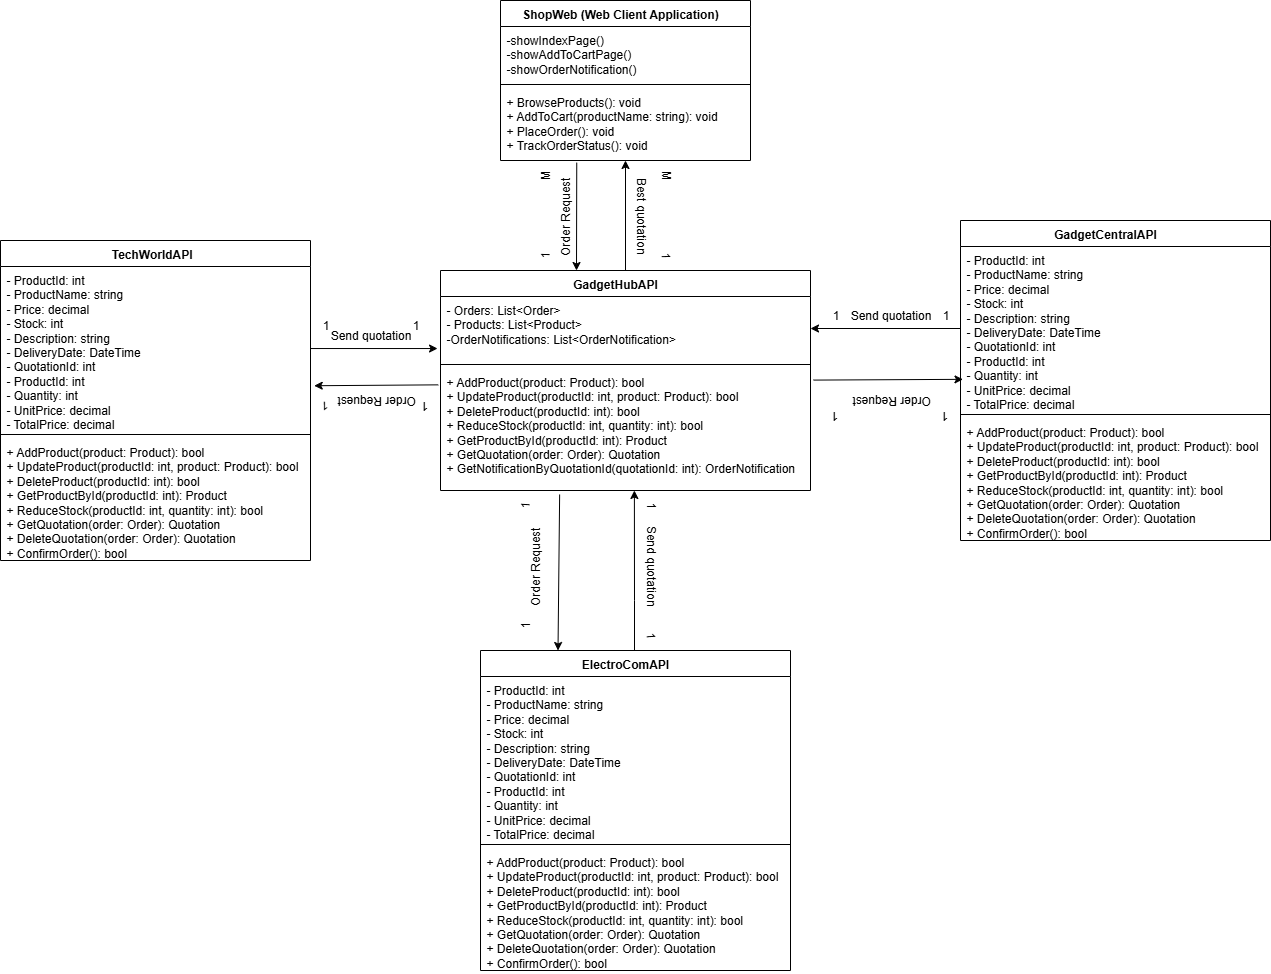 ShopWeb (Web Client Application)
-showIndexPage()
-showAddToCartPage()
-showOrderNotification()
+ BrowseProducts(): void
+ AddToCart(productName: string): void
+ PlaceOrder(): void
+ TrackOrderStatus(): void
M
Order Request
1
Best quotation
M
1
TechWorldAPI
- ProductId: int
- ProductName: string
- Price: decimal
- Stock: int
- Description: string
- DeliveryDate: DateTime
- QuotationId: int
- ProductId: int
- Quantity: int
- UnitPrice: decimal
- TotalPrice: decimal
+ AddProduct(product: Product): bool
+ UpdateProduct(productId: int, product: Product): bool
+ DeleteProduct(productId: int): bool
+ GetProductById(productId: int): Product
+ ReduceStock(productId: int, quantity: int): bool
+ GetQuotation(order: Order): Quotation
+ DeleteQuotation(order: Order): Quotation
+ ConfirmOrder(): bool
1
1
Send quotation
1
Order Request
1
GadgetHubAPI
- Orders: List<Order>
- Products: List<Product>
-OrderNotifications: List<OrderNotification>
+ AddProduct(product: Product): bool
+ UpdateProduct(productId: int, product: Product): bool
+ DeleteProduct(productId: int): bool
+ ReduceStock(productId: int, quantity: int): bool
+ GetProductById(productId: int): Product
+ GetQuotation(order: Order): Quotation
+ GetNotificationByQuotationId(quotationId: int): OrderNotification
1
Send quotation
1
Order Request
1
1
GadgetCentralAPI
- ProductId: int
- ProductName: string
- Price: decimal
- Stock: int
- Description: string
- DeliveryDate: DateTime
- QuotationId: int
- ProductId: int
- Quantity: int
- UnitPrice: decimal
- TotalPrice: decimal
+ AddProduct(product: Product): bool
+ UpdateProduct(productId: int, product: Product): bool
+ DeleteProduct(productId: int): bool
+ GetProductById(productId: int): Product
+ ReduceStock(productId: int, quantity: int): bool
+ GetQuotation(order: Order): Quotation
+ DeleteQuotation(order: Order): Quotation
+ ConfirmOrder(): bool
1
Order Request
1
1
Send quotation
1
ElectroComAPI
- ProductId: int
- ProductName: string
- Price: decimal
- Stock: int
- Description: string
- DeliveryDate: DateTime
- QuotationId: int
- ProductId: int
- Quantity: int
- UnitPrice: decimal
- TotalPrice: decimal
+ AddProduct(product: Product): bool
+ UpdateProduct(productId: int, product: Product): bool
+ DeleteProduct(productId: int): bool
+ GetProductById(productId: int): Product
+ ReduceStock(productId: int, quantity: int): bool
+ GetQuotation(order: Order): Quotation
+ DeleteQuotation(order: Order): Quotation
+ ConfirmOrder(): bool